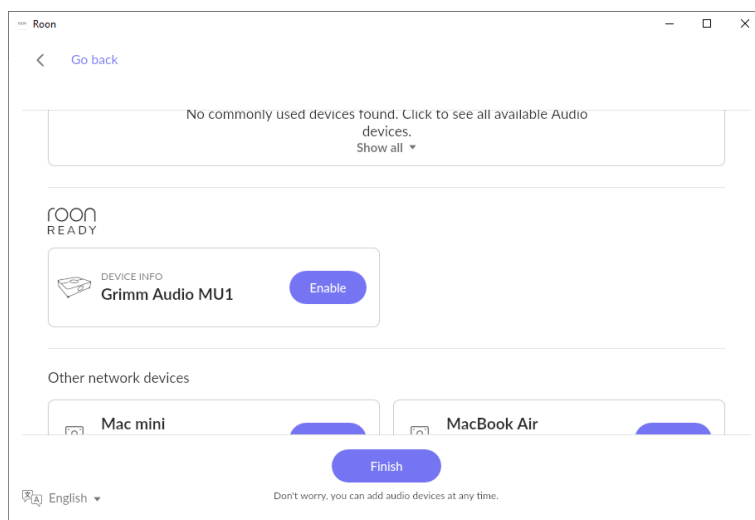 Roon
Go back
No commonly used devices found. Click to see all available Audio
devices.
Show all
roon
READY
DEVICE INFO
Grimm Audio MU1
Enable
Other network devices
Mac mini
MacBook Air
Finish
Don't worry, you can add audio devices at any time.
English